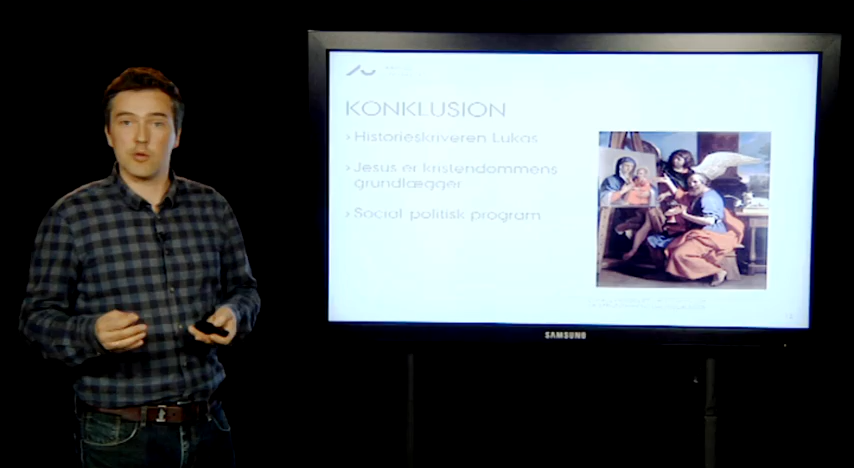 KONKLUSION
› Historieskriveren Lukas
› Jesus er kristendommens
grundlægger
› Social-politisk program
SAMSUNG